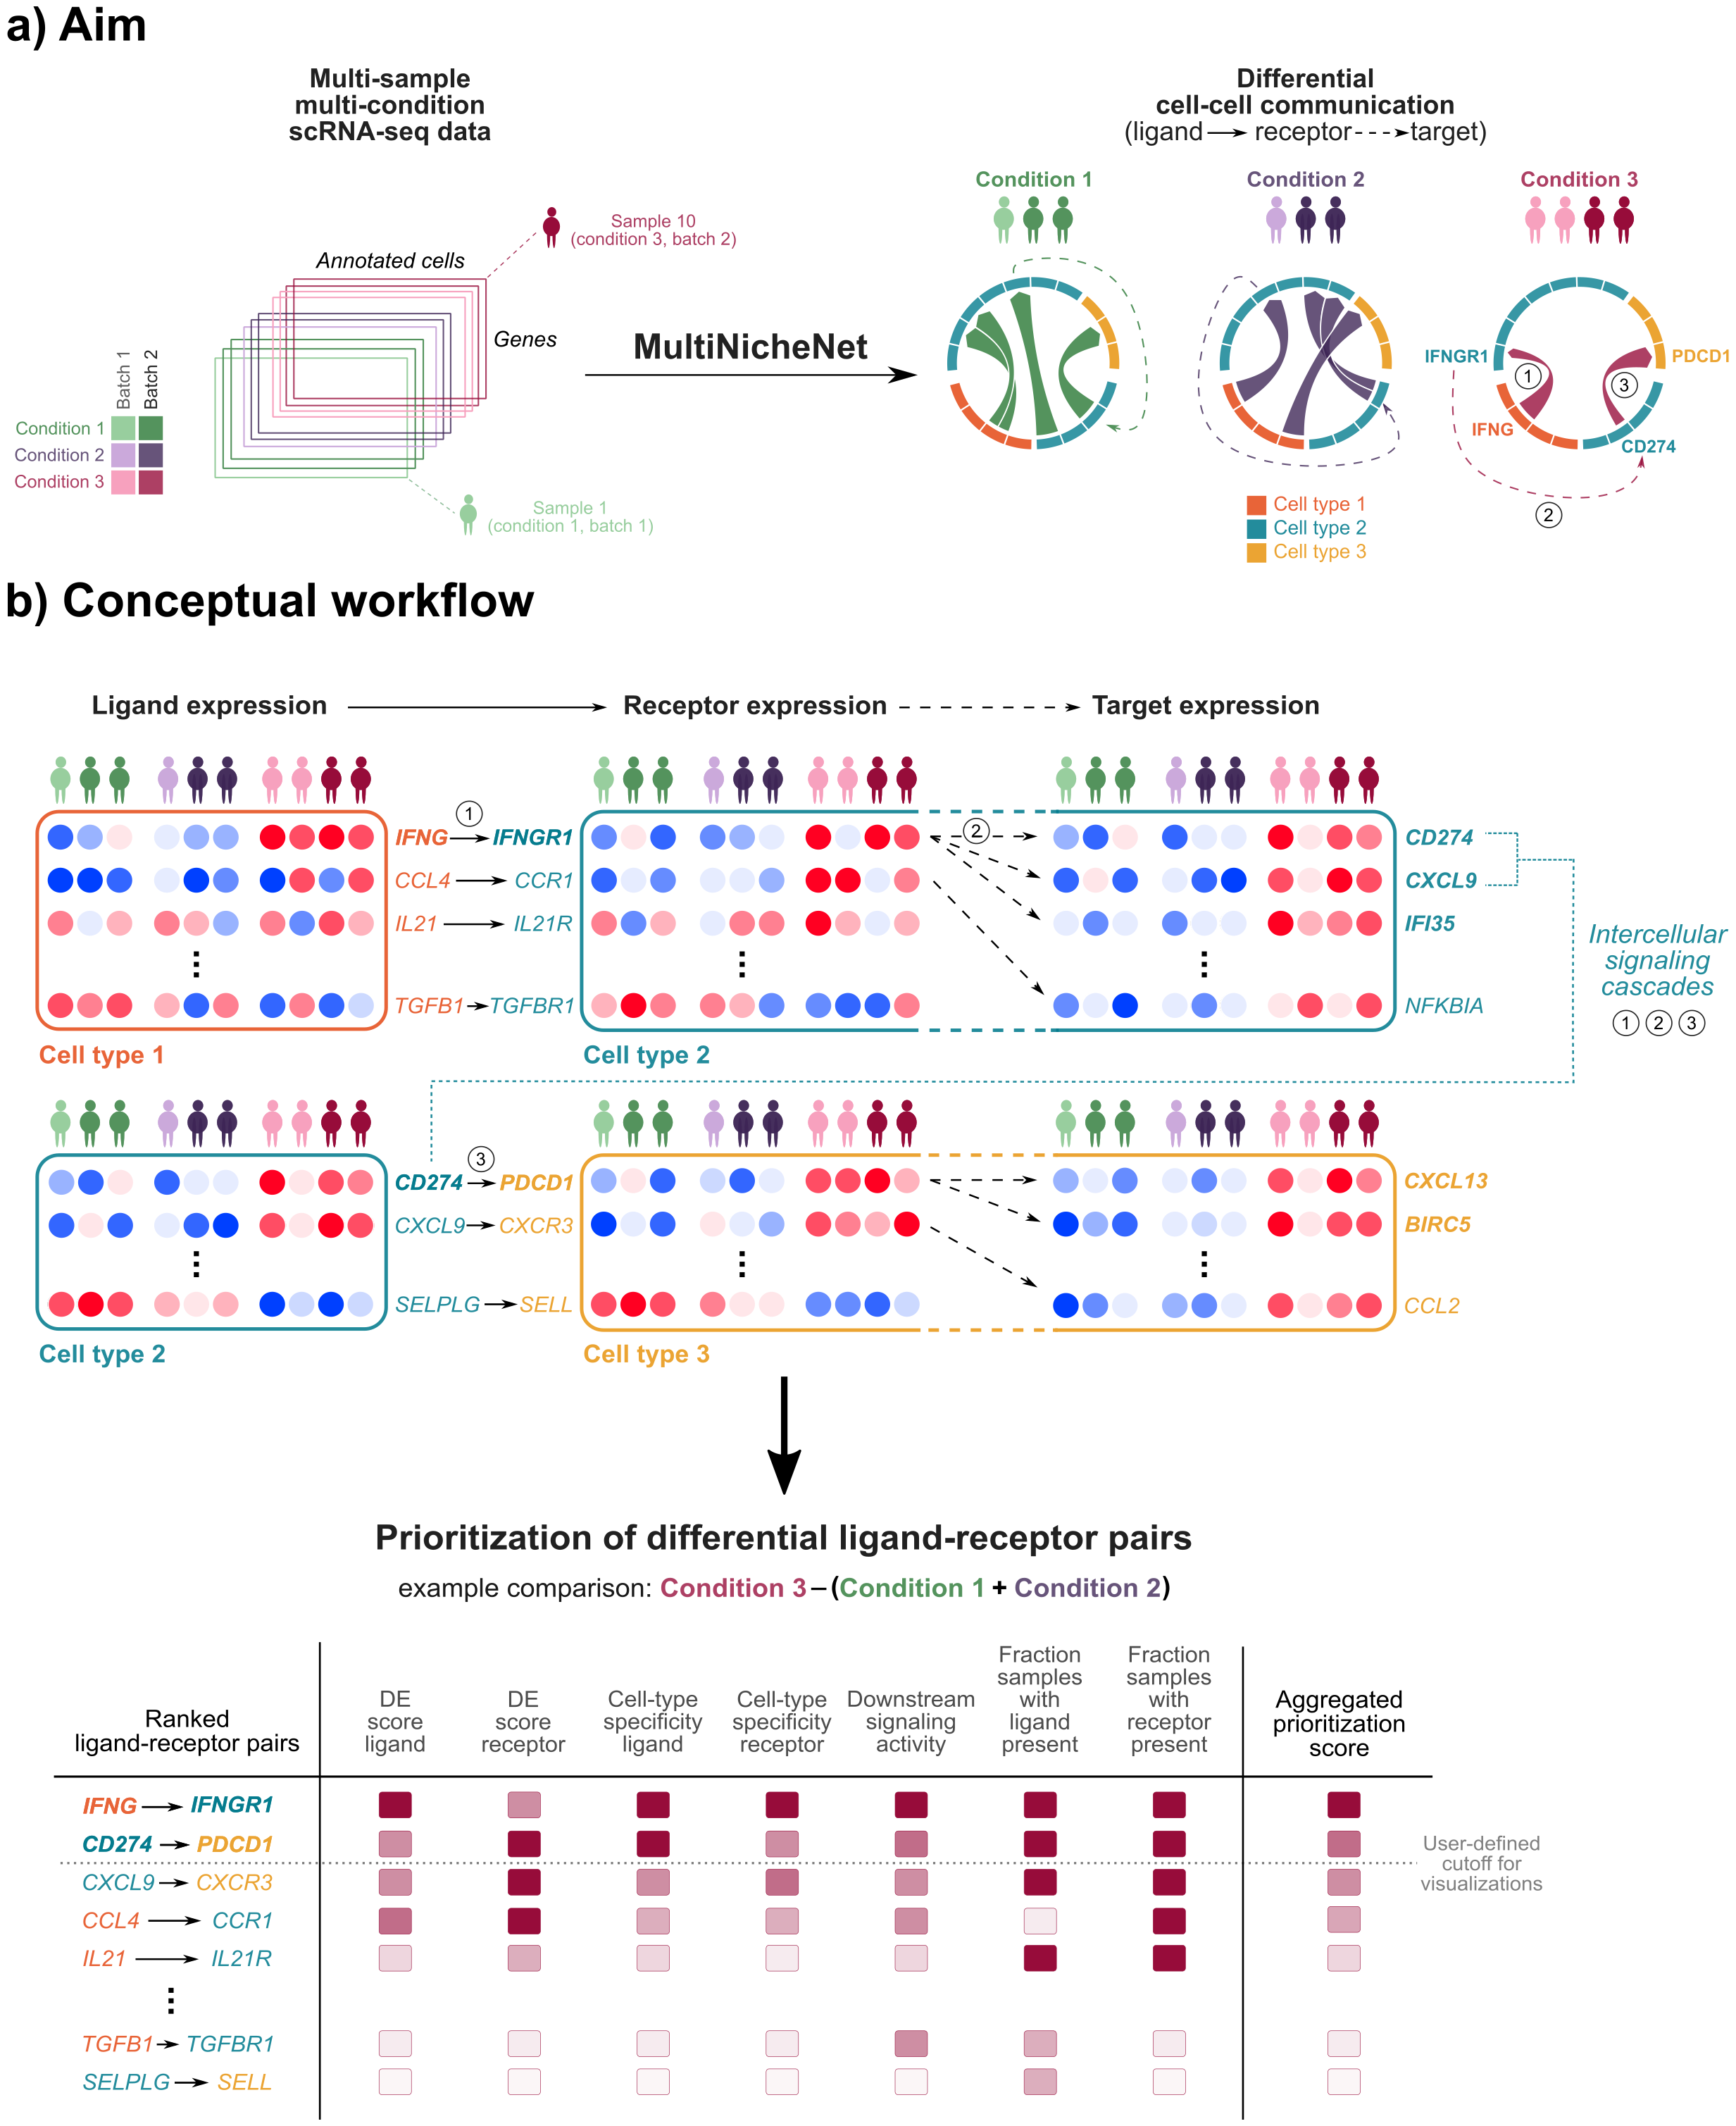 a) Aim
Multi-sample
multi-condition
scRNA-seq data
Differential
cell-cell communication
(ligand → receptor - - -► target)
Condition 1
Condition 2
Condition 3
Sample 10
(condition 3, batch 2)
Annotated cells
Genes
MultiNicheNet
Batch 1
Batch 2
Condition 1
Condition 2
Condition 3
Sample 1
(condition 1, batch 1)
IFNGR1
PDCD1
1
3
IFNG
CD274
2
Cell type 1
Cell type 2
Cell type 3
b) Conceptual workflow
Ligand expression
Receptor expression
Target expression
1
IFNG → IFNGR1
2
CD274
CCL4 → CCR1
CXCL9
IL21 → IL21R
IFI35
TGFB1 → TGFBR1
NFKBIA
Intercellular
signaling
cascades
1 2 3
Cell type 1
Cell type 2
3
CD274 → PDCD1
CXCL13
CXCL9 → CXCR3
BIRC5
SELPLG → SELL
CCL2
Cell type 2
Cell type 3
Prioritization of differential ligand-receptor pairs
example comparison: Condition 3 – (Condition 1 + Condition 2)
Ranked
ligand-receptor pairs
DE
score
ligand
DE
score
receptor
Cell-type
specificity
ligand
Cell-type
specificity
receptor
Downstream
signaling
activity
Fraction
samples
with
ligand
present
Fraction
samples
with
receptor
present
Aggregated
prioritization
score
IFNG → IFNGR1
CD274 → PDCD1
User-defined
cutoff for
visualizations
CXCL9 → CXCR3
CCL4 → CCR1
IL21 → IL21R
TGFB1 → TGFBR1
SELPLG → SELL